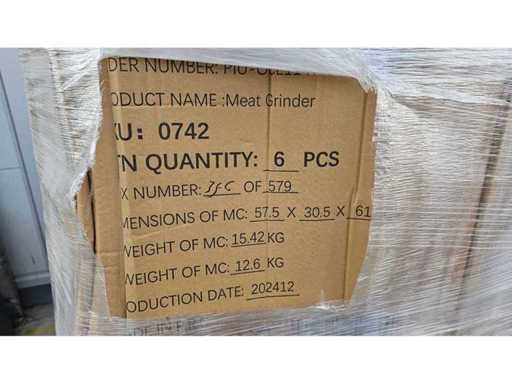 DER NUMBER:
ODUCT NAME :Meat Grinder
KU: 0742
TN QUANTITY: 6 PCS
X NUMBER: OF 579
MENSIONS OF MC: 57.5 X 30.5 X 61
WEIGHT OF MC: 15.42 KG
WEIGHT OF MC: 12.6 KG
ODUCTION DATE: 202412